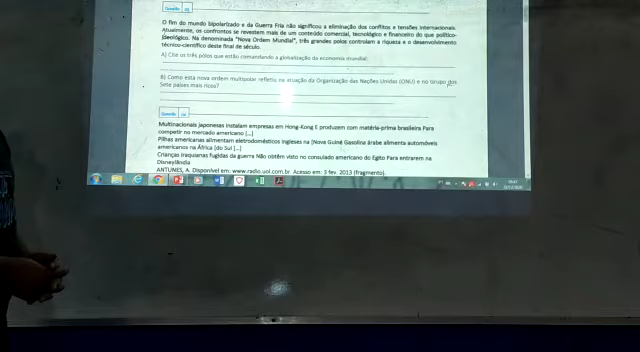 Questão 03
O fim do mundo bipolarizado e da Guerra Fria não significou a eliminação dos conflitos e tensões internacionais.
Atualmente, os confrontos se revestem mais de um conteúdo comercial, tecnológico e financeiro do que político-
ideológico. Na denominada "Nova Ordem Mundial", três grandes polos controlam a riqueza e o desenvolvimento
técnico-científico deste final de século.
A) Cite os três polos que estão comandando a globalização da economia mundial:
B) Como esta nova ordem multipolar refletiu na atuação da Organização das Nações Unidas (ONU) e no Grupo dos
Sete países mais ricos?
Questão
Multinacionais japonesas instalam empresas em Hong-Kong E produzem com matéria-prima brasileira Para
competir no mercado americano [...]
Pilhas americanas alimentam eletrodomésticos ingleses na [Nova Guiné Gasolina árabe alimenta automóveis
americanos na África [do Sul [...]
Crianças iraquianas fugidas da guerra Não obtêm visto no consulado americano do Egito Para entrarem na
Disneylândia
ANTUNES, A. Disponível em: www.radio.uol.com.br. Acesso em: 3 fev. 2013 (fragmento).